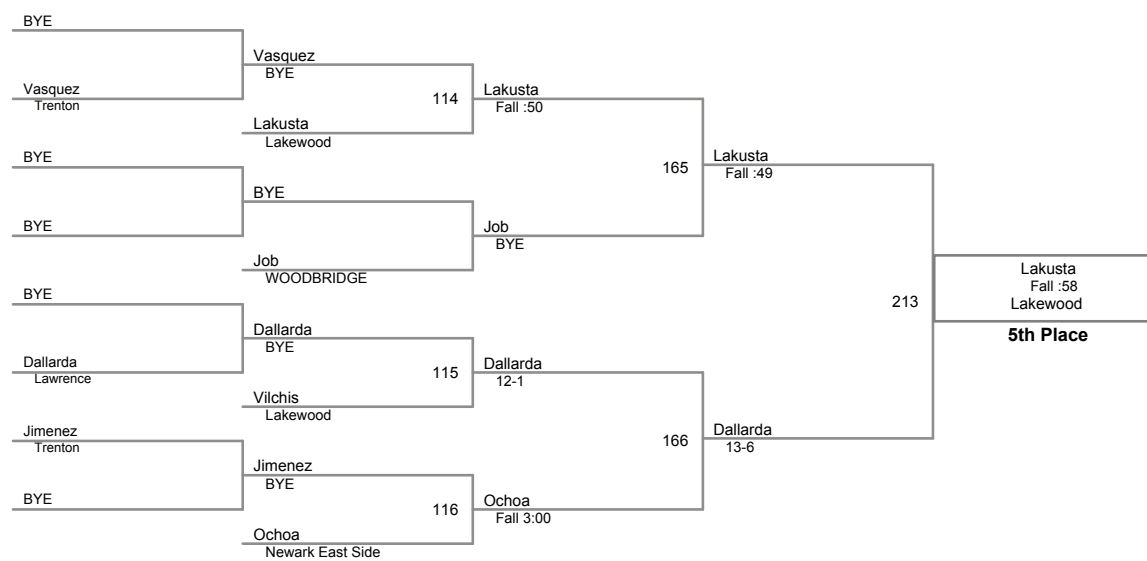 BYE
Vasquez
BYE
Vasquez
Trenton
114
Lakusta
Fall :50
Lakusta
Lakewood
BYE
165
Lakusta
Fall :49
BYE
BYE
Job
BYE
Job
WOODBRIDGE
Lakusta
Fall :58
Lakewood
5th Place
BYE
213
Dallarda
BYE
Dallarda
Lawrence
115
Dallarda
12-1
Vilchis
Lakewood
Jimenez
Trenton
166
Dallarda
13-6
Jimenez
BYE
BYE
116
Ochoa
Fall 3:00
Ochoa
Newark East Side